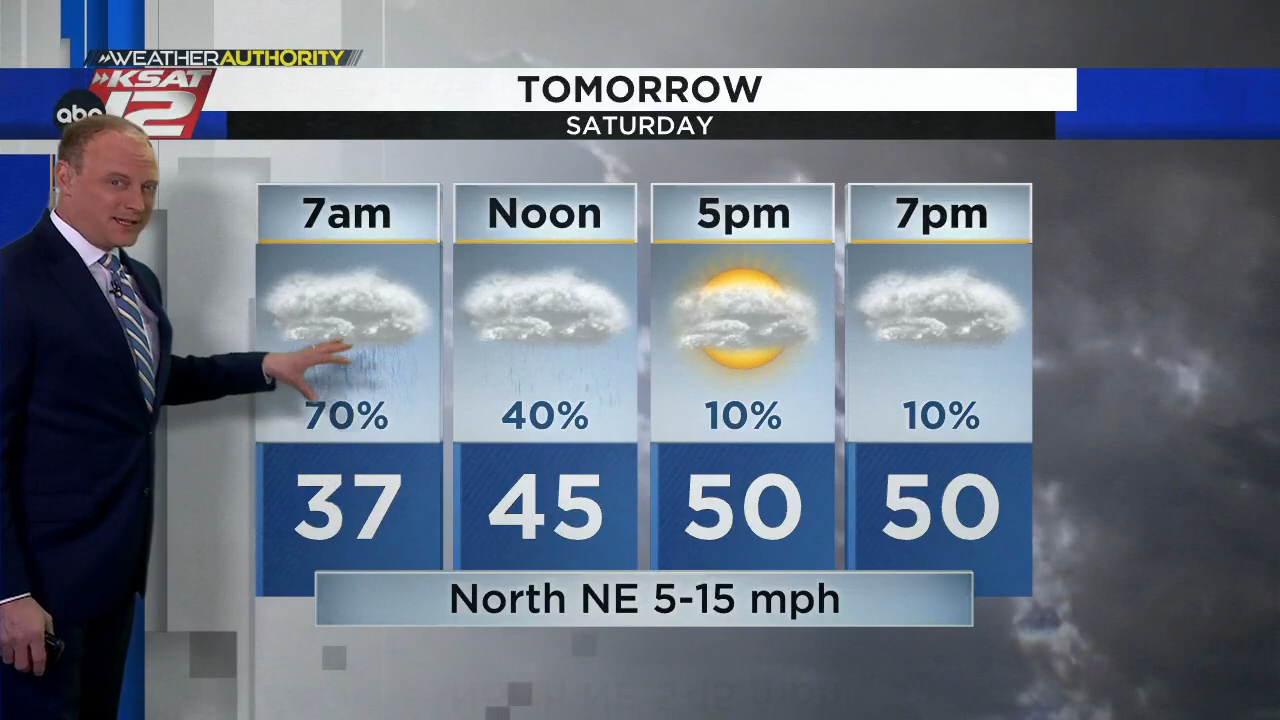 WEATHERAUTHORITY
KSAT
abc 12
TOMORROW
SATURDAY
7am Noon 5pm 7pm
70% 40% 10% 10%
37 45 50 50
North NE 5-15 mph